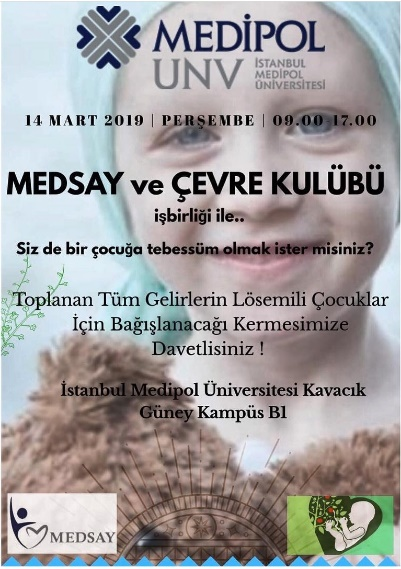 MEDİPOL
UNV
İSTANBUL
MEDİPOL
ÜNİVERSİTESİ
14 MART 2019 | PERŞEMBE | 09.00-17.00
MEDSAY ve ÇEVRE KULÜBÜ
işbirliği ile..
Siz de bir çocuğa tebessüm olmak ister misiniz?
Toplanan Tüm Gelirlerin Lösemili Çocuklar
İçin Bağışlanacağı Kermesimize
Davetlisiniz !
İstanbul Medipol Üniversitesi Kavacık
Güney Kampüs B1
MEDSAY